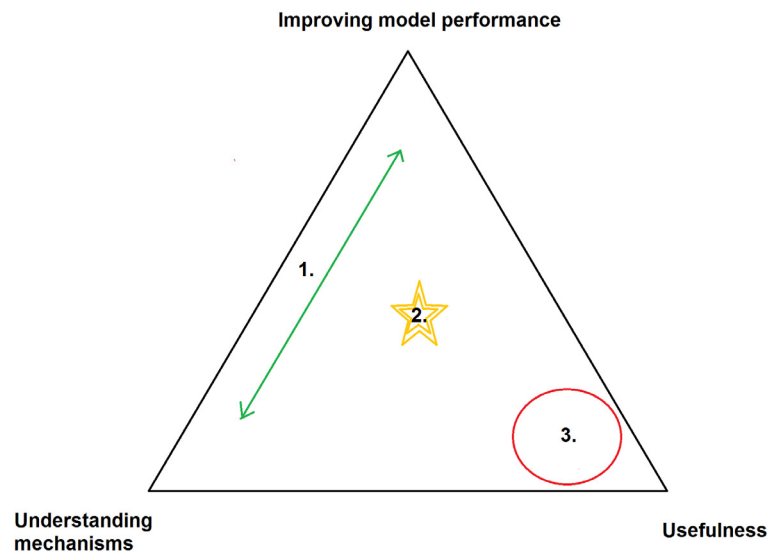 Improving model performance
1.
2.
3.
Understanding
mechanisms
Usefulness